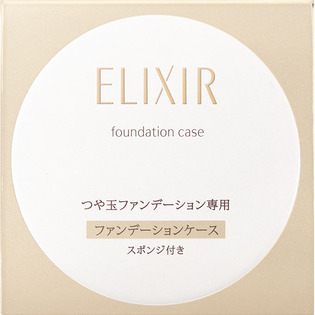 ELIXIR
foundation case
つや玉ファンデーション専用
ファンデーションケース
スポンジ付き